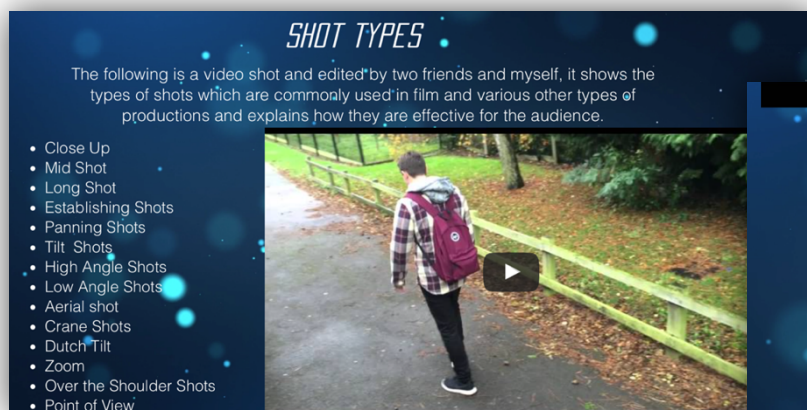 SHOT TYPES
The following is a video shot and edited by two friends and myself, it shows the
types of shots which are commonly used in film and various other types of
productions and explains how they are effective for the audience.
• Close Up
• Mid Shot
• Long Shot
• Establishing Shots
• Panning Shots
• Tilt Shots
• High Angle Shots
• Low Angle Shots
• Aerial shot
• Crane Shots
• Dutch Tilt
• Zoom
• Over the Shoulder Shots
• Point of View